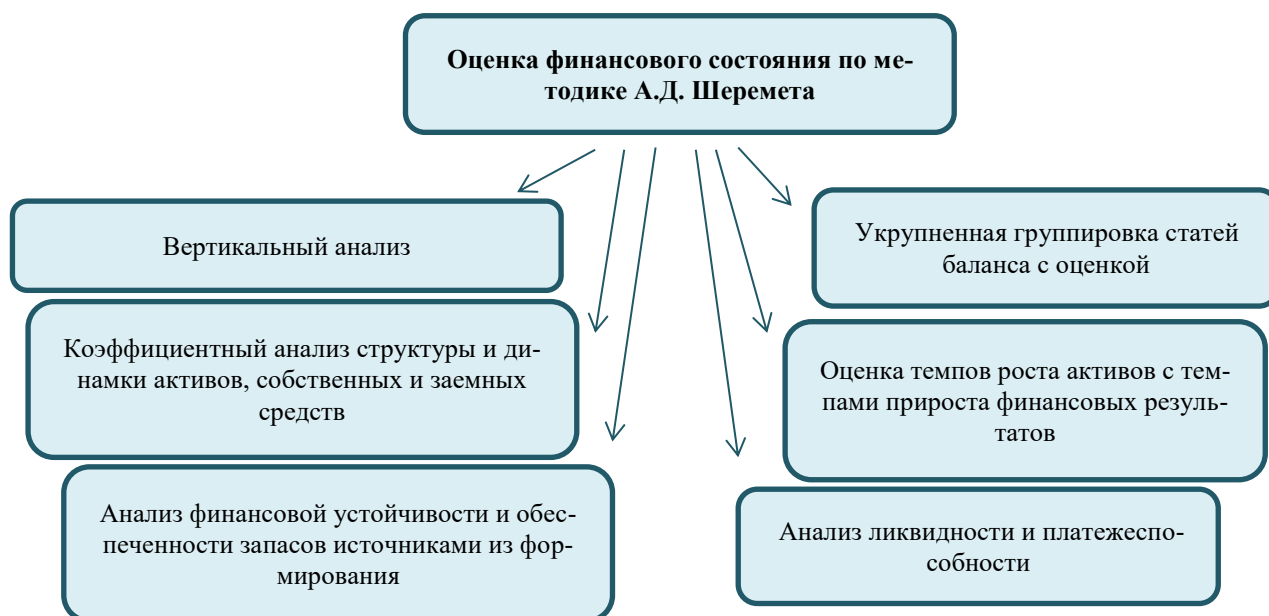 Оценка финансового состояния по ме-
тодике А.Д. Шеремета
Вертикальный анализ
Укрупненная группировка статей
баланса с оценкой
Коэффициентный анализ структуры и ди-
намки активов, собственных и заемных
средств
Оценка темпов роста активов с тем-
пами прироста финансовых резуль-
татов
Анализ финансовой устойчивости и обес-
печенности запасов источниками из фор-
мирования
Анализ ликвидности и платежеспо-
собности